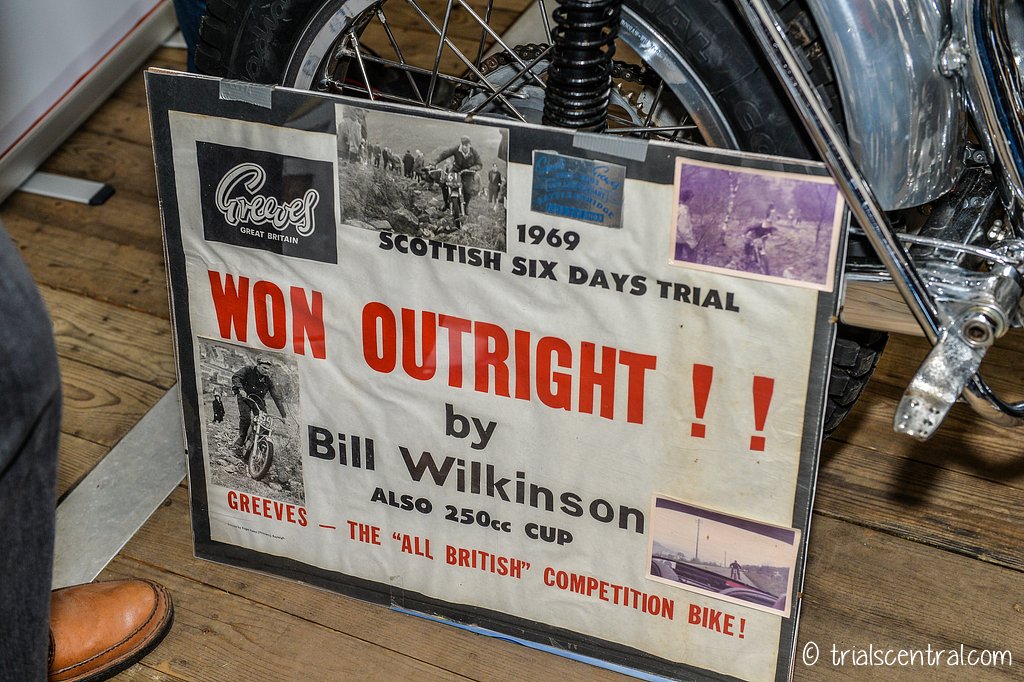 Greeves
GREAT BRITAIN
1969
SCOTTISH SIX DAYS TRIAL
WON OUTRIGHT ! !
by
Bill Wilkinson
ALSO 250cc CUP
GREEVES — THE "ALL BRITISH" COMPETITION BIKE!
© trialscentral.com